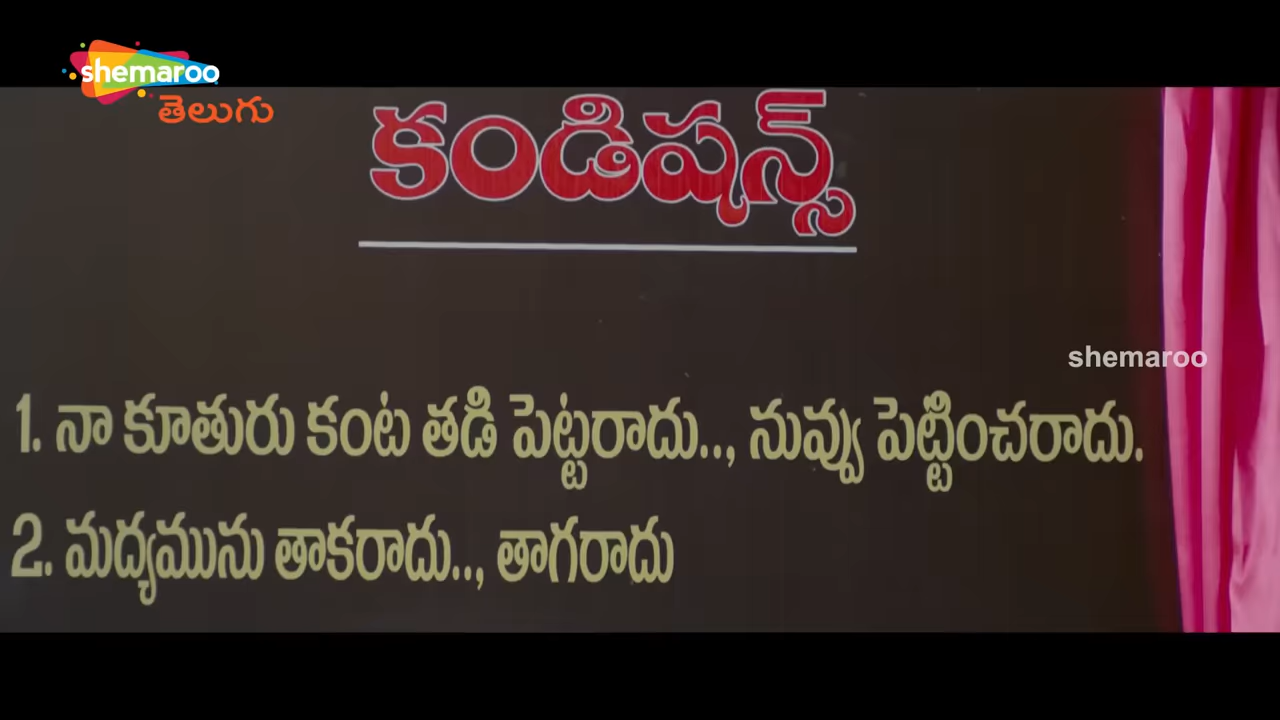 shemaroo
తెలుగు
కండిషన్స్
shemaroo
1. నా కూతురు కంట తడి పెట్టరాదు.., నువ్వు పెట్టించరాదు.
2. మద్యమును తాకరాదు.., తాగరాదు